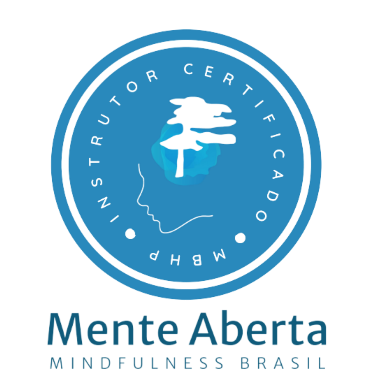 INSTRUTOR CERTIFICADO
MBHP
Mente Aberta
MINDFULNESS BRASIL